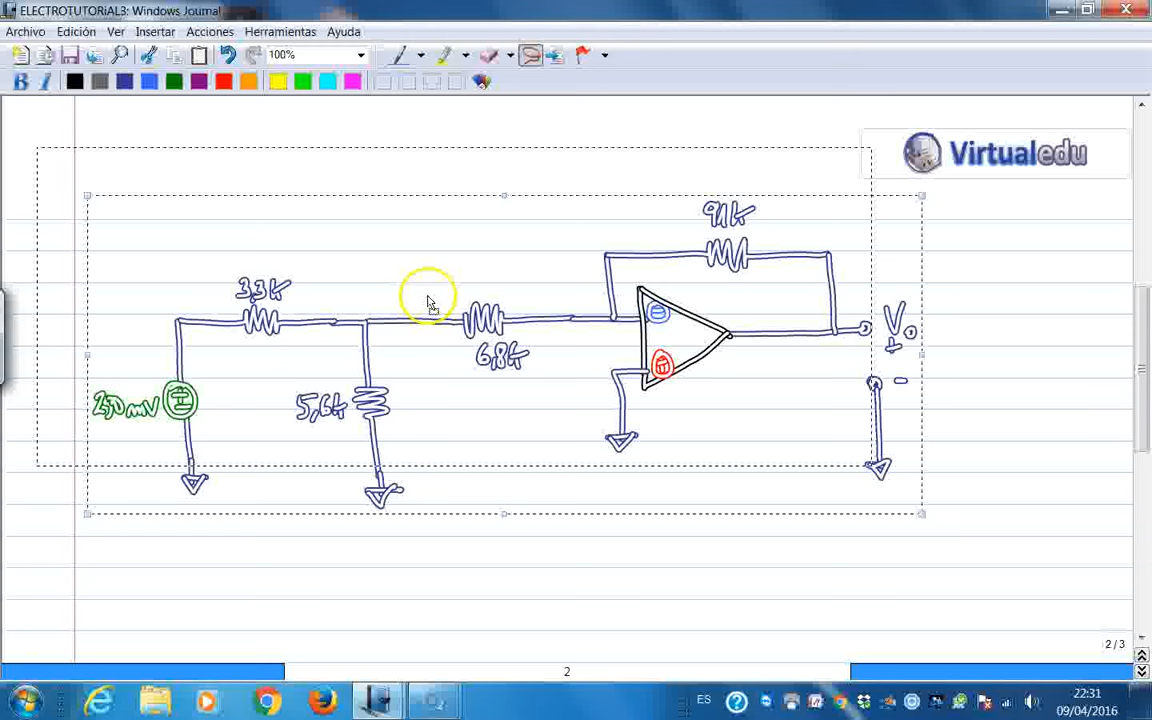 ELECTROTUTORiAL3: Windows Journal
Archivo Edición Ver Insertar Acciones Herramientas Ayuda
100%
B I
Virtualedu
91k
3,3k
6,8k
Vo
+
-
250mV
5,6k
2 / 3
2
ES
22:31
09/04/2016